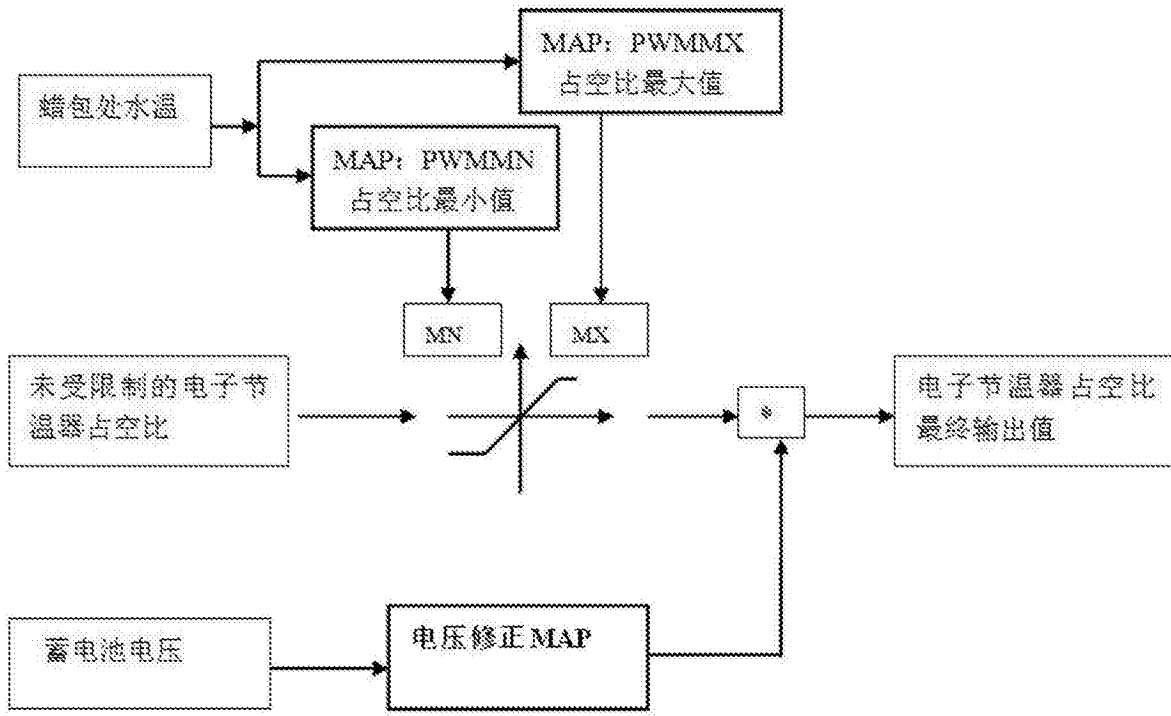 MAP：PWMMX
占空比最大值
蜡包处水温
MAP：PWMMN
占空比最小值
MN
MX
未受限制的电子节
温器占空比
*
电子节温器占空比
最终输出值
蓄电池电压
电压修正MAP